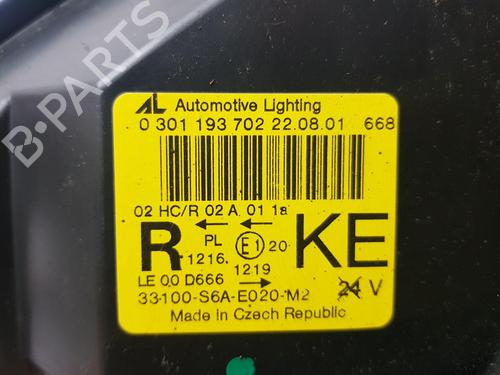 B-PARTS
AL Automotive Lighting
0 301 193 702 22.08.01 668
02 HC/R 02 A 01 1a
R PL E1 20 KE
1216 1219
LE 00 D666
33100-S6A-E020-M2 24 V
Made in Czech Republic